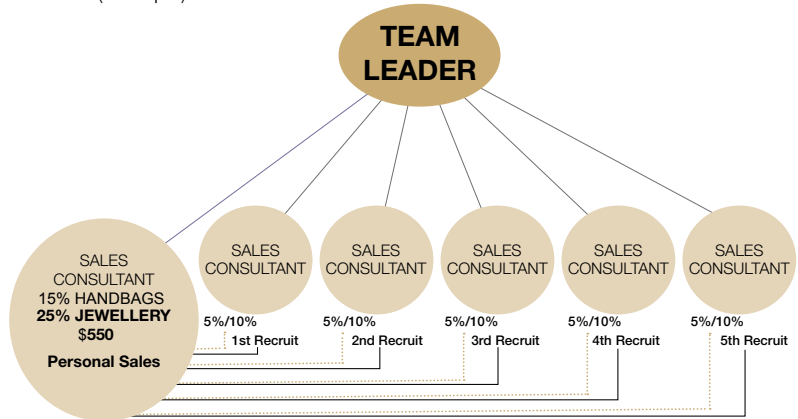 TEAM
LEADER
SALES
CONSULTANT
15% HANDBAGS
25% JEWELLERY
$550
Personal Sales
SALES
CONSULTANT
5%/10%
1st Recruit
SALES
CONSULTANT
5%/10%
2nd Recruit
SALES
CONSULTANT
5%/10%
3rd Recruit
SALES
CONSULTANT
5%/10%
4th Recruit
SALES
CONSULTANT
5%/10%
5th Recruit